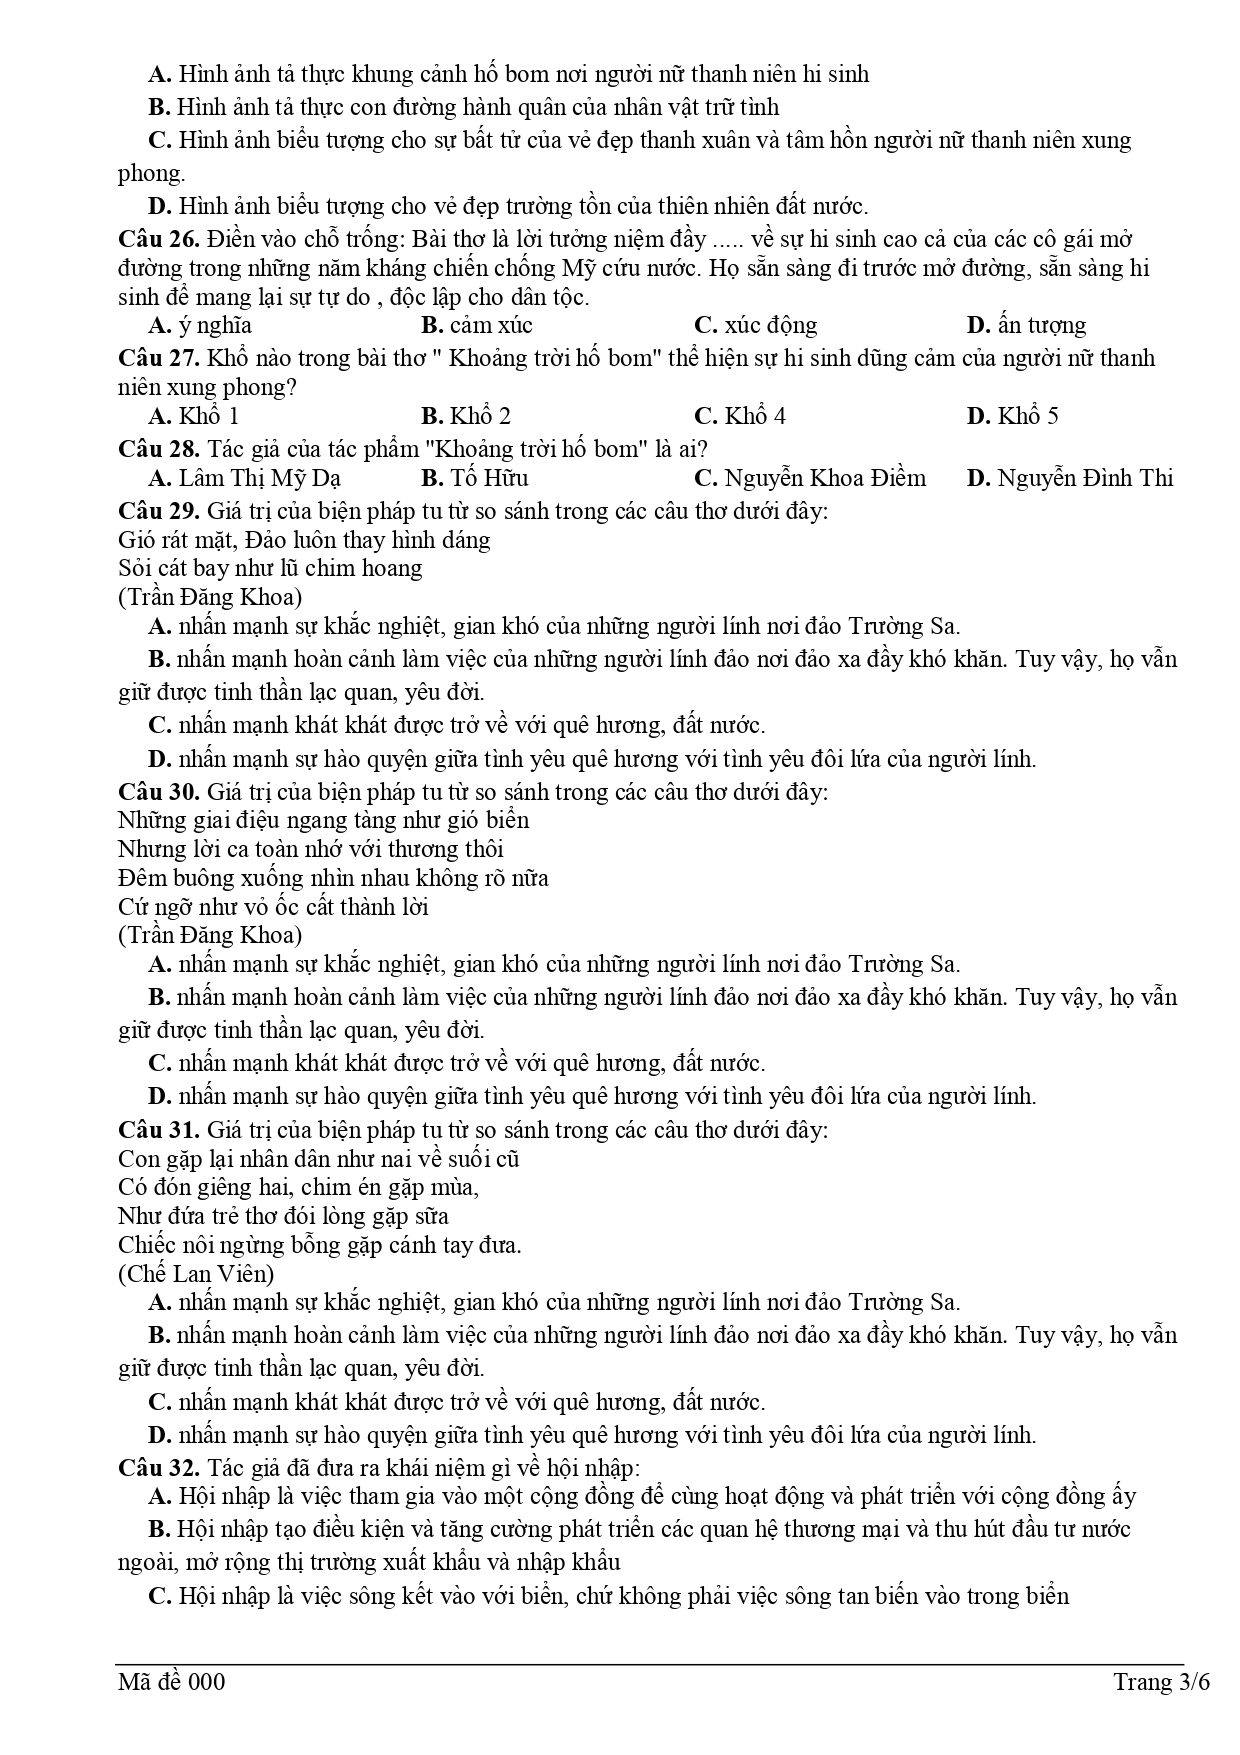 A. Hình ảnh tả thực khung cảnh hố bom nơi người nữ thanh niên hi sinh
B. Hình ảnh tả thực con đường hành quân của nhân vật trữ tình
C. Hình ảnh biểu tượng cho sự bất tử của vẻ đẹp thanh xuân và tâm hồn người nữ thanh niên xung
phong.
D. Hình ảnh biểu tượng cho vẻ đẹp trường tồn của thiên nhiên đất nước.
Câu 26. Điền vào chỗ trống: Bài thơ là lời tưởng niệm đầy ..... về sự hi sinh cao cả của các cô gái mở
đường trong những năm kháng chiến chống Mỹ cứu nước. Họ sẵn sàng đi trước mở đường, sẵn sàng hi
sinh để mang lại sự tự do , độc lập cho dân tộc.
A. ý nghĩa B. cảm xúc C. xúc động D. ấn tượng
Câu 27. Khổ nào trong bài thơ " Khoảng trời hố bom" thể hiện sự hi sinh dũng cảm của người nữ thanh
niên xung phong?
A. Khổ 1 B. Khổ 2 C. Khổ 4 D. Khổ 5
Câu 28. Tác giả của tác phẩm "Khoảng trời hố bom" là ai?
A. Lâm Thị Mỹ Dạ B. Tố Hữu C. Nguyễn Khoa Điềm D. Nguyễn Đình Thi
Câu 29. Giá trị của biện pháp tu từ so sánh trong các câu thơ dưới đây:
Gió rát mặt, Đảo luôn thay hình dáng
Sỏi cát bay như lũ chim hoang
(Trần Đăng Khoa)
A. nhấn mạnh sự khắc nghiệt, gian khó của những người lính nơi đảo Trường Sa.
B. nhấn mạnh hoàn cảnh làm việc của những người lính đảo nơi đảo xa đầy khó khăn. Tuy vậy, họ vẫn
giữ được tinh thần lạc quan, yêu đời.
C. nhấn mạnh khát khát được trở về với quê hương, đất nước.
D. nhấn mạnh sự hào quyện giữa tình yêu quê hương với tình yêu đôi lứa của người lính.
Câu 30. Giá trị của biện pháp tu từ so sánh trong các câu thơ dưới đây:
Những giai điệu ngang tàng như gió biển
Nhưng lời ca toàn nhớ với thương thôi
Đêm buông xuống nhìn nhau không rõ nữa
Cứ ngỡ như vỏ ốc cất thành lời
(Trần Đăng Khoa)
A. nhấn mạnh sự khắc nghiệt, gian khó của những người lính nơi đảo Trường Sa.
B. nhấn mạnh hoàn cảnh làm việc của những người lính đảo nơi đảo xa đầy khó khăn. Tuy vậy, họ vẫn
giữ được tinh thần lạc quan, yêu đời.
C. nhấn mạnh khát khát được trở về với quê hương, đất nước.
D. nhấn mạnh sự hào quyện giữa tình yêu quê hương với tình yêu đôi lứa của người lính.
Câu 31. Giá trị của biện pháp tu từ so sánh trong các câu thơ dưới đây:
Con gặp lại nhân dân như nai về suối cũ
Cỏ đón giêng hai, chim én gặp mùa,
Như đứa trẻ thơ đói lòng gặp sữa
Chiếc nôi ngừng bỗng gặp cánh tay đưa.
(Chế Lan Viên)
A. nhấn mạnh sự khắc nghiệt, gian khó của những người lính nơi đảo Trường Sa.
B. nhấn mạnh hoàn cảnh làm việc của những người lính đảo nơi đảo xa đầy khó khăn. Tuy vậy, họ vẫn
giữ được tinh thần lạc quan, yêu đời.
C. nhấn mạnh khát khát được trở về với quê hương, đất nước.
D. nhấn mạnh sự hào quyện giữa tình yêu quê hương với tình yêu đôi lứa của người lính.
Câu 32. Tác giả đã đưa ra khái niệm gì về hội nhập:
A. Hội nhập là việc tham gia vào một cộng đồng để cùng hoạt động và phát triển với cộng đồng ấy
B. Hội nhập tạo điều kiện và tăng cường phát triển các quan hệ thương mại và thu hút đầu tư nước
ngoài, mở rộng thị trường xuất khẩu và nhập khẩu
C. Hội nhập là việc sông kết vào với biển, chứ không phải việc sông tan biến vào trong biển
Mã đề 000 Trang 3/6